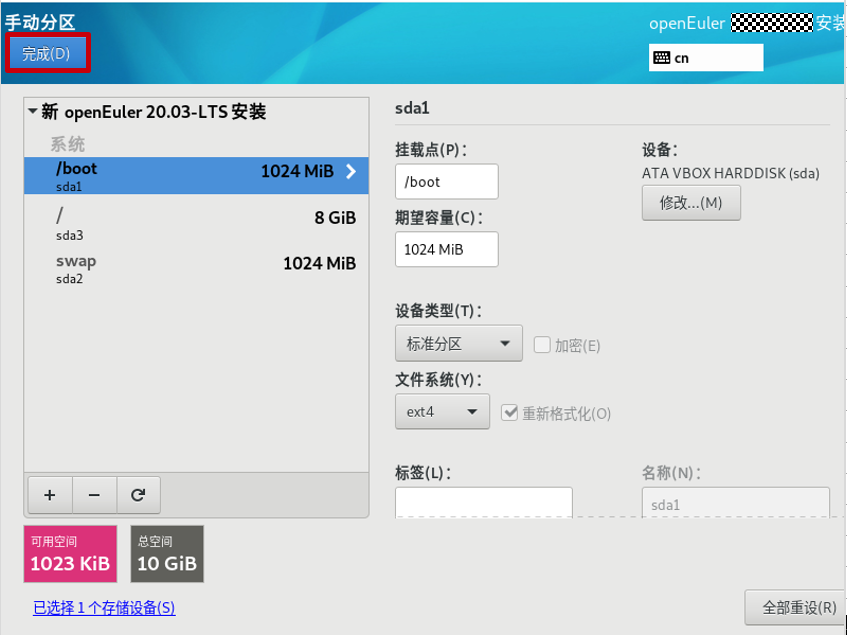 手动分区
完成(D)
openEuler 安装
cn
新 openEuler 20.03-LTS 安装
系统
/boot 1024 MiB
sda1
/ 8 GiB
sda3
swap 1024 MiB
sda2
+ −
可用空间
1023 KiB
总空间
10 GiB
已选择 1 个存储设备(S)
sda1
挂载点(P)：
/boot
期望容量(C)：
1024 MiB
设备：
ATA VBOX HARDDISK (sda)
修改...(M)
设备类型(T)：
标准分区
加密(E)
文件系统(Y)：
ext4
重新格式化(O)
标签(L)：
名称(N)：
sda1
全部重设(R)